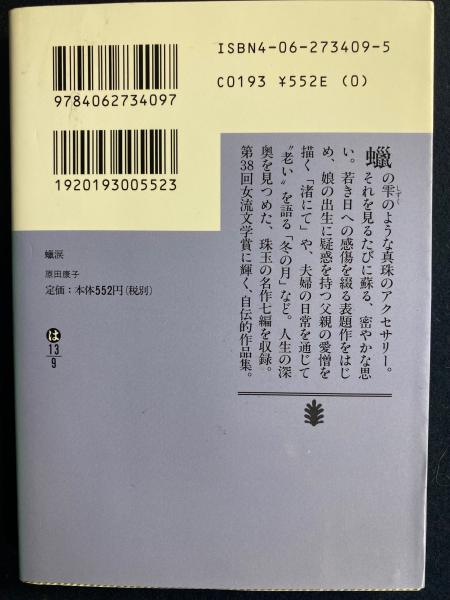 ISBN4-06-273409-5
C0193 ¥552E (0)
9784062734097
1920193005523
蠟の雫のような真珠のアクセサリー。
しずく
それを見るたびに蘇る、密やかな思
い。若き日への感傷を綴る表題作をはじ
め、娘の出生に疑惑を持つ父親の愛憎を
描く「渚にて」や、夫婦の日常を通じて
〝老い〟を語る「冬の月」など。人生の深
奥を見つめた、珠玉の名作七編を収録。
第38回女流文学賞に輝く、自伝的作品集。
蠟涙
原田康子
定価：本体552円(税別)
は
13
9